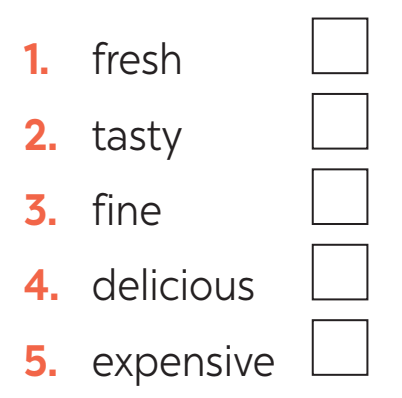 1. fresh
2. tasty
3. fine
4. delicious
5. expensive